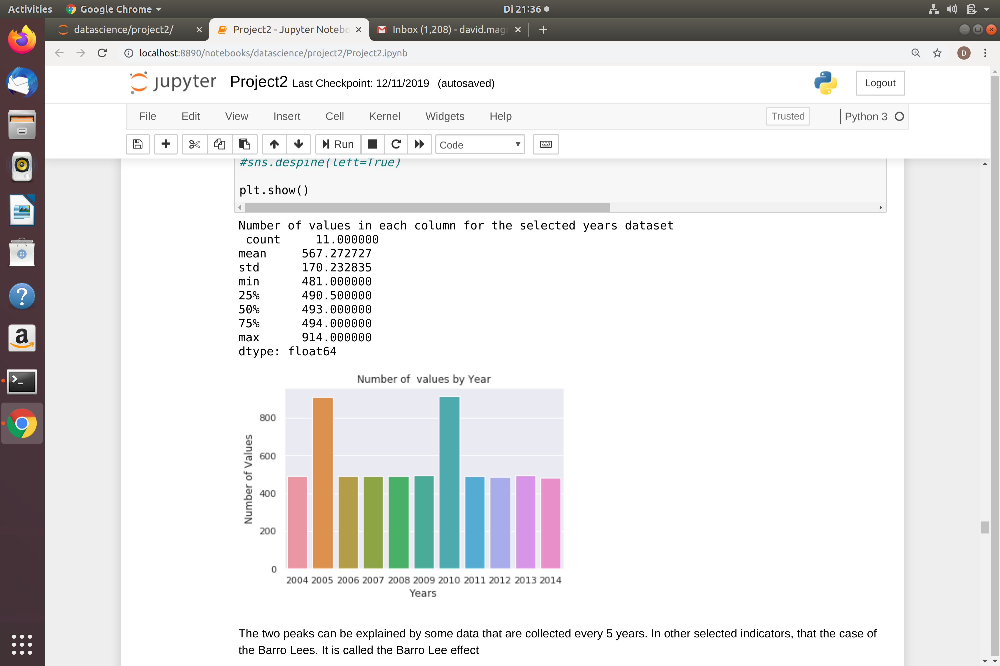 Activities Google Chrome Di 21:36
datascience/project2/ Project2 - Jupyter Notebo Inbox (1,208) - david.magr
localhost:8890/notebooks/datascience/project2/Project2.ipynb D
jupyter Project2 Last Checkpoint: 12/11/2019 (autosaved) Logout
File Edit View Insert Cell Kernel Widgets Help Trusted Python 3
Run Code
#sns.despine(left=True)
plt.show()
Number of values in each column for the selected years dataset
count 11.000000
mean 567.272727
std 170.232835
min 481.000000
25% 490.500000
50% 493.000000
75% 494.000000
max 914.000000
dtype: float64
Number of  values by Year
Number of Values
800
600
400
200
0
2004 2005 2006 2007 2008 2009 2010 2011 2012 2013 2014
Years
The two peaks can be explained by some data that are collected every 5 years. In other selected indicators, that the case of
the Barro Lees. It is called the Barro Lee effect